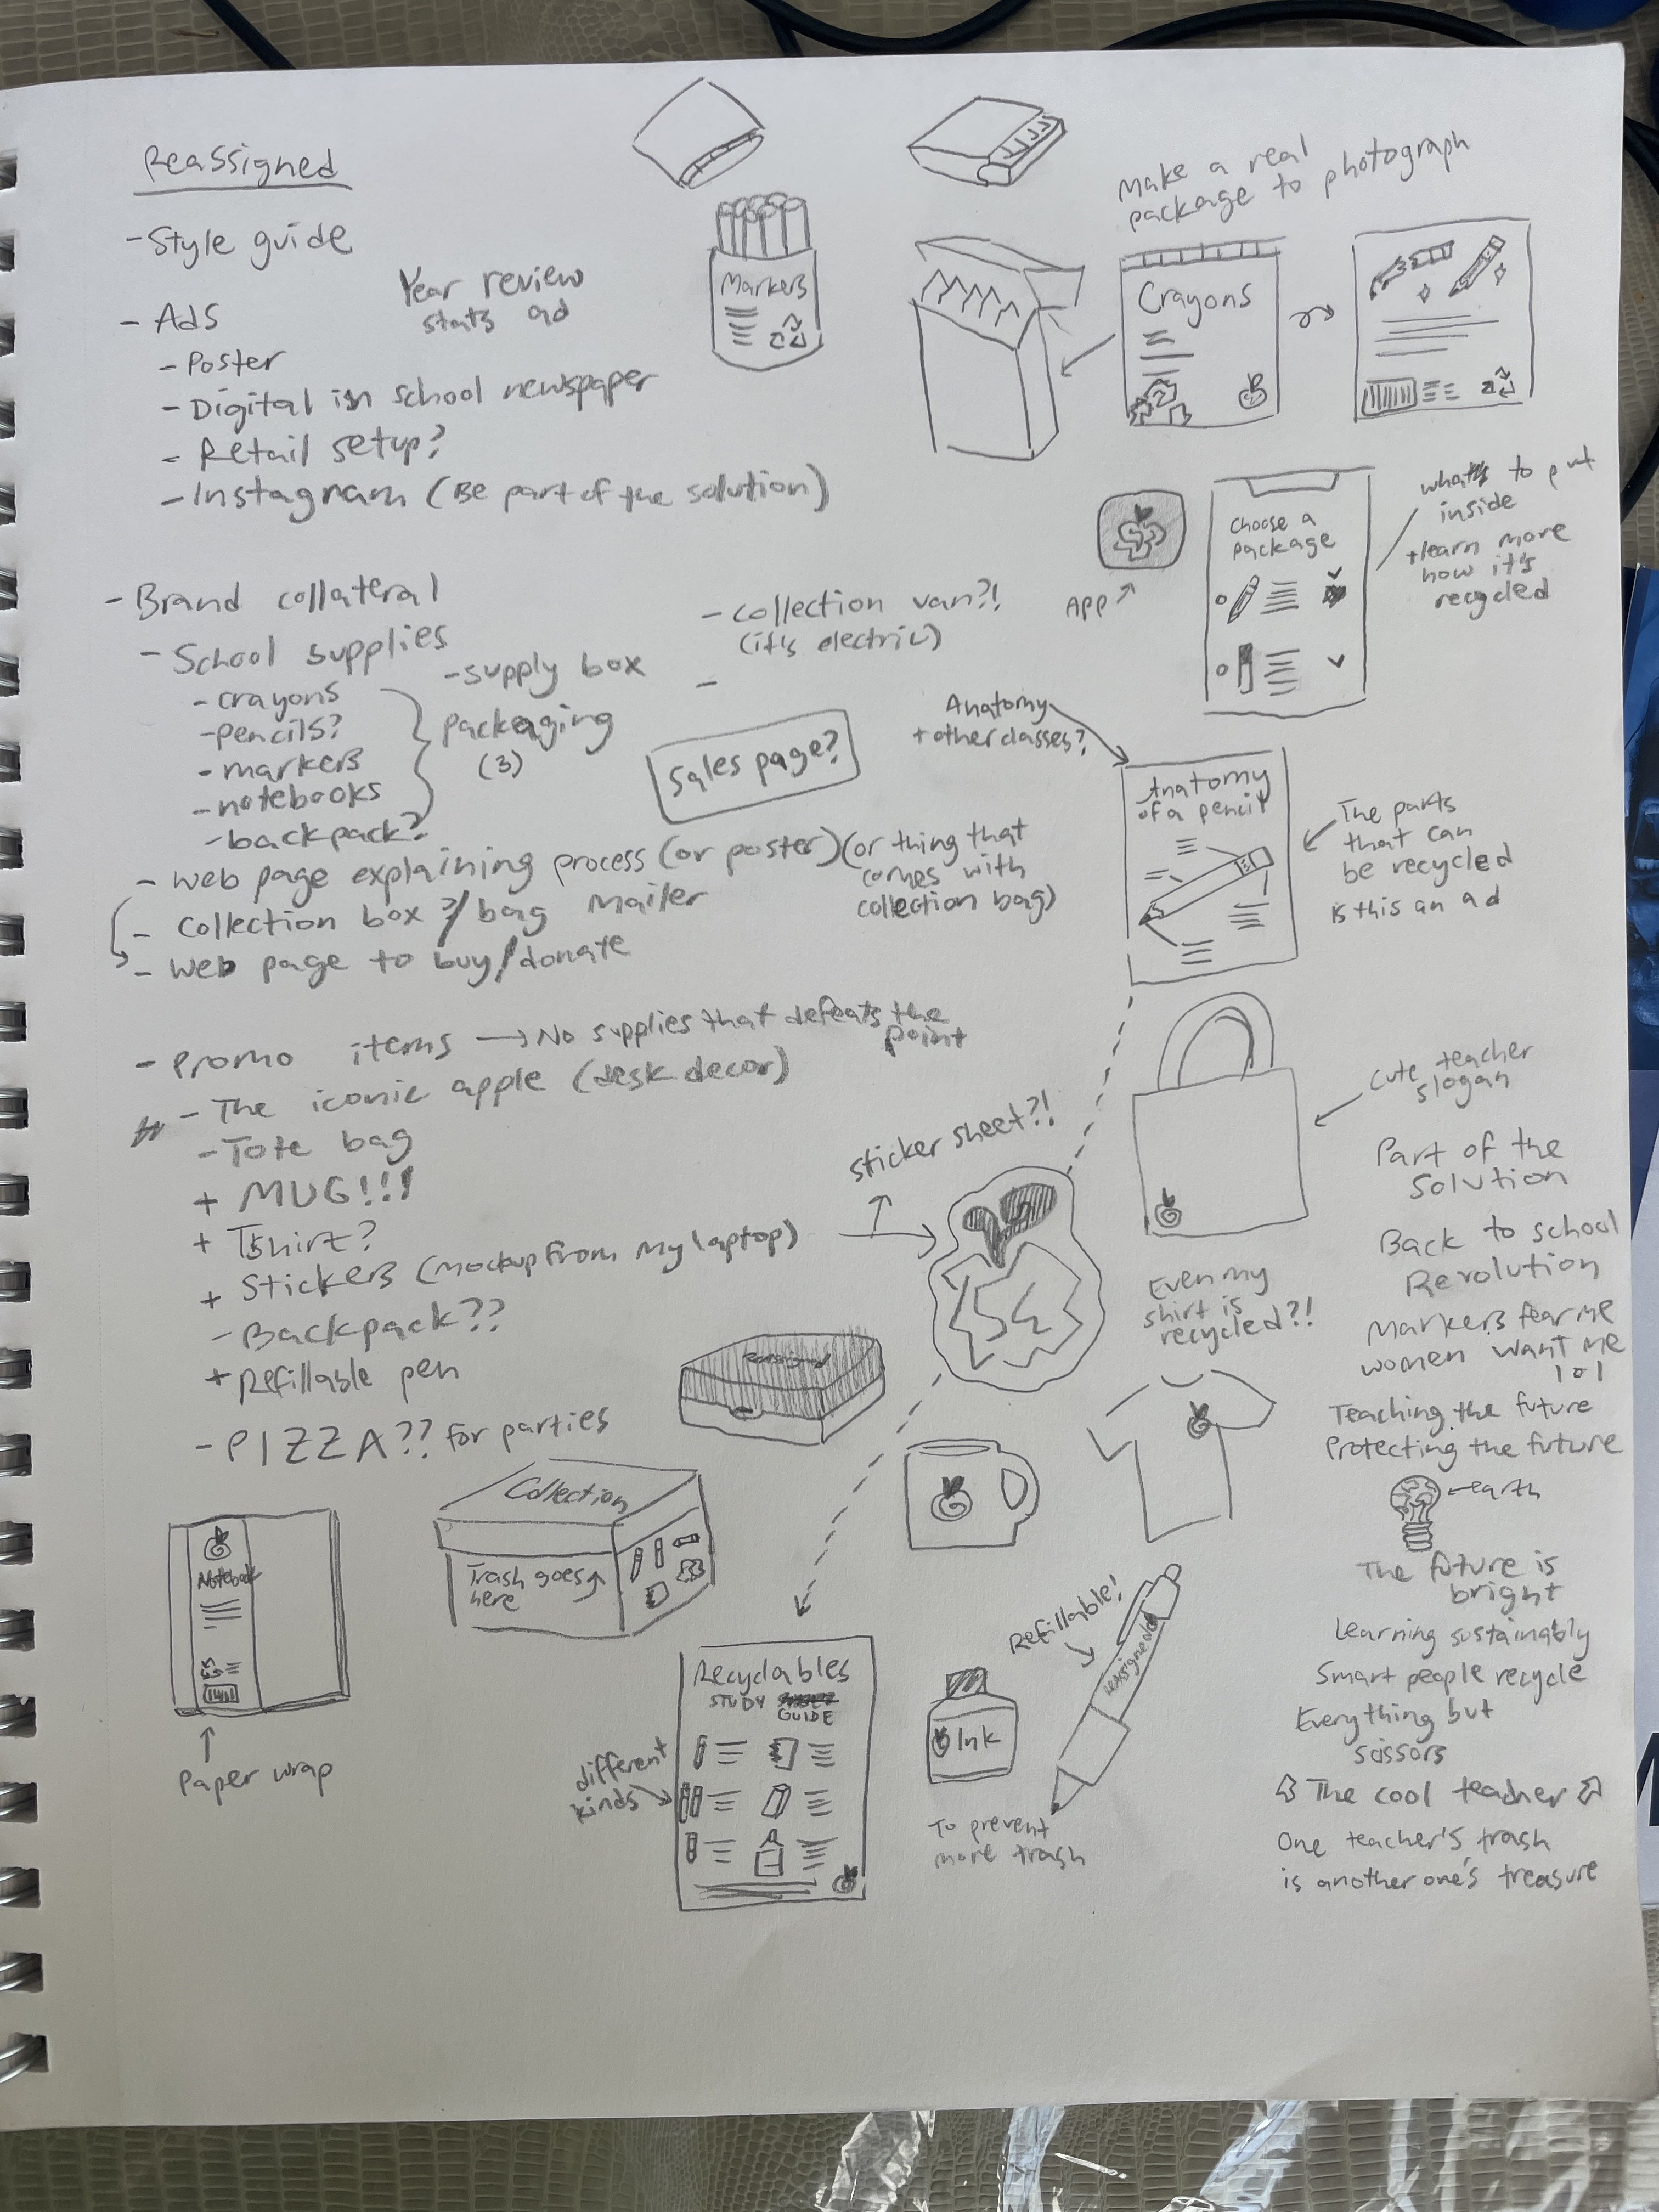 Reassigned
- Style guide
Year review
stats ad
- Ads
- Poster
- Digital in school newspaper
- Retail setup?
- Instagram (Be part of the solution)
- Brand collateral
- School supplies
- crayons
- pencils?
- markers
- notebooks
- backpack?
- supply box
packaging
(3)
- collection van?!
(it's electric)
-
Sales page?
- web page explaining process (or poster) (or thing that
comes with
collection bag)
- collection box?/bag mailer
- web page to buy/donate
- Promo items → No supplies that defeats the
point
- The iconic apple (desk decor)
- Tote bag
+ MUG!!!
+ Tshirt?
+ Stickers (mockup from my laptop)
- Backpack??
+ Refillable pen
- PIZZA?? for parties
Markers
Make a real
package to photograph
Crayons
App
Choose a
package
what to put
inside
+ learn more
how it's
recycled
Anatomy
+ other classes?
Anatomy
of a pencil
The parts
that can
be recycled
is this an ad
sticker sheet?!
cute teacher
slogan
Part of the
solution
Back to school
Revolution
Markers fear me
women want me
lol
Teaching the future
Protecting the future
earth
The future is
bright
Learning sustainably
Smart people recycle
Everything but
scissors
The cool teacher
One teacher's trash
is another one's treasure
Even my
shirt is
recycled?!
Notebook
Paper wrap
Collection
Trash goes
here
Recyclables
STUDY
GUIDE
different
kinds
Refillable!
ReAssigned
Ink
To prevent
more trash